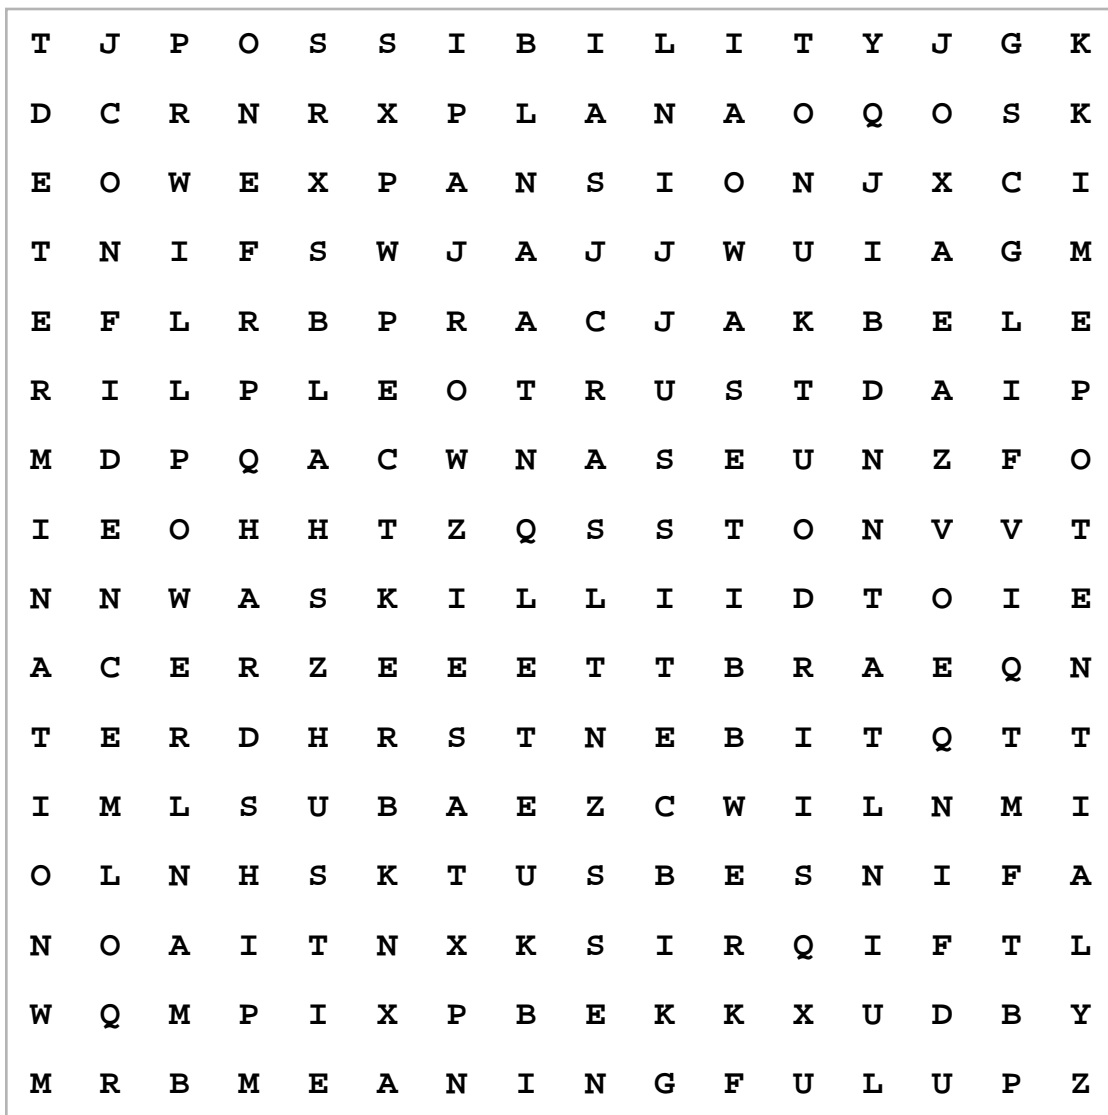 T J P O S S I B I L I T Y J G K
D C R N R X P L A N A O Q O S K
E O W E X P A N S I O N J X C I
T N I F S W J A J J W U I A G M
E F L R B P R A C J A K B E L E
R I L P L E O T R U S T D A I P
M D P Q A C W N A S E U N Z F O
I E O H H T Z Q S S T O N V V T
N N W A S K I L L I I D T O I E
A C E R Z E E E T T B R A E Q N
T E R D H R S T N E B I T Q T T
I M L S U B A E Z C W I L N M I
O L N H S K T U S B E S N I F A
N O A I T N X K S I R Q I F T L
W Q M P I X P B E K K X U D B Y
M R B M E A N I N G F U L U P Z